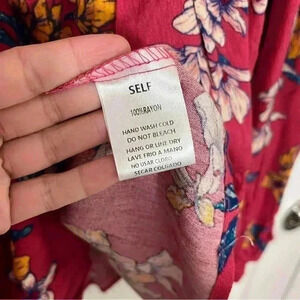 SELF
100%RAYON
HAND WASH COLD
DO NOT BLEACH
HANG OR LINE DRY
LAVE FRIO A MANO
NO USAR CLORO
SECAR COLGADO